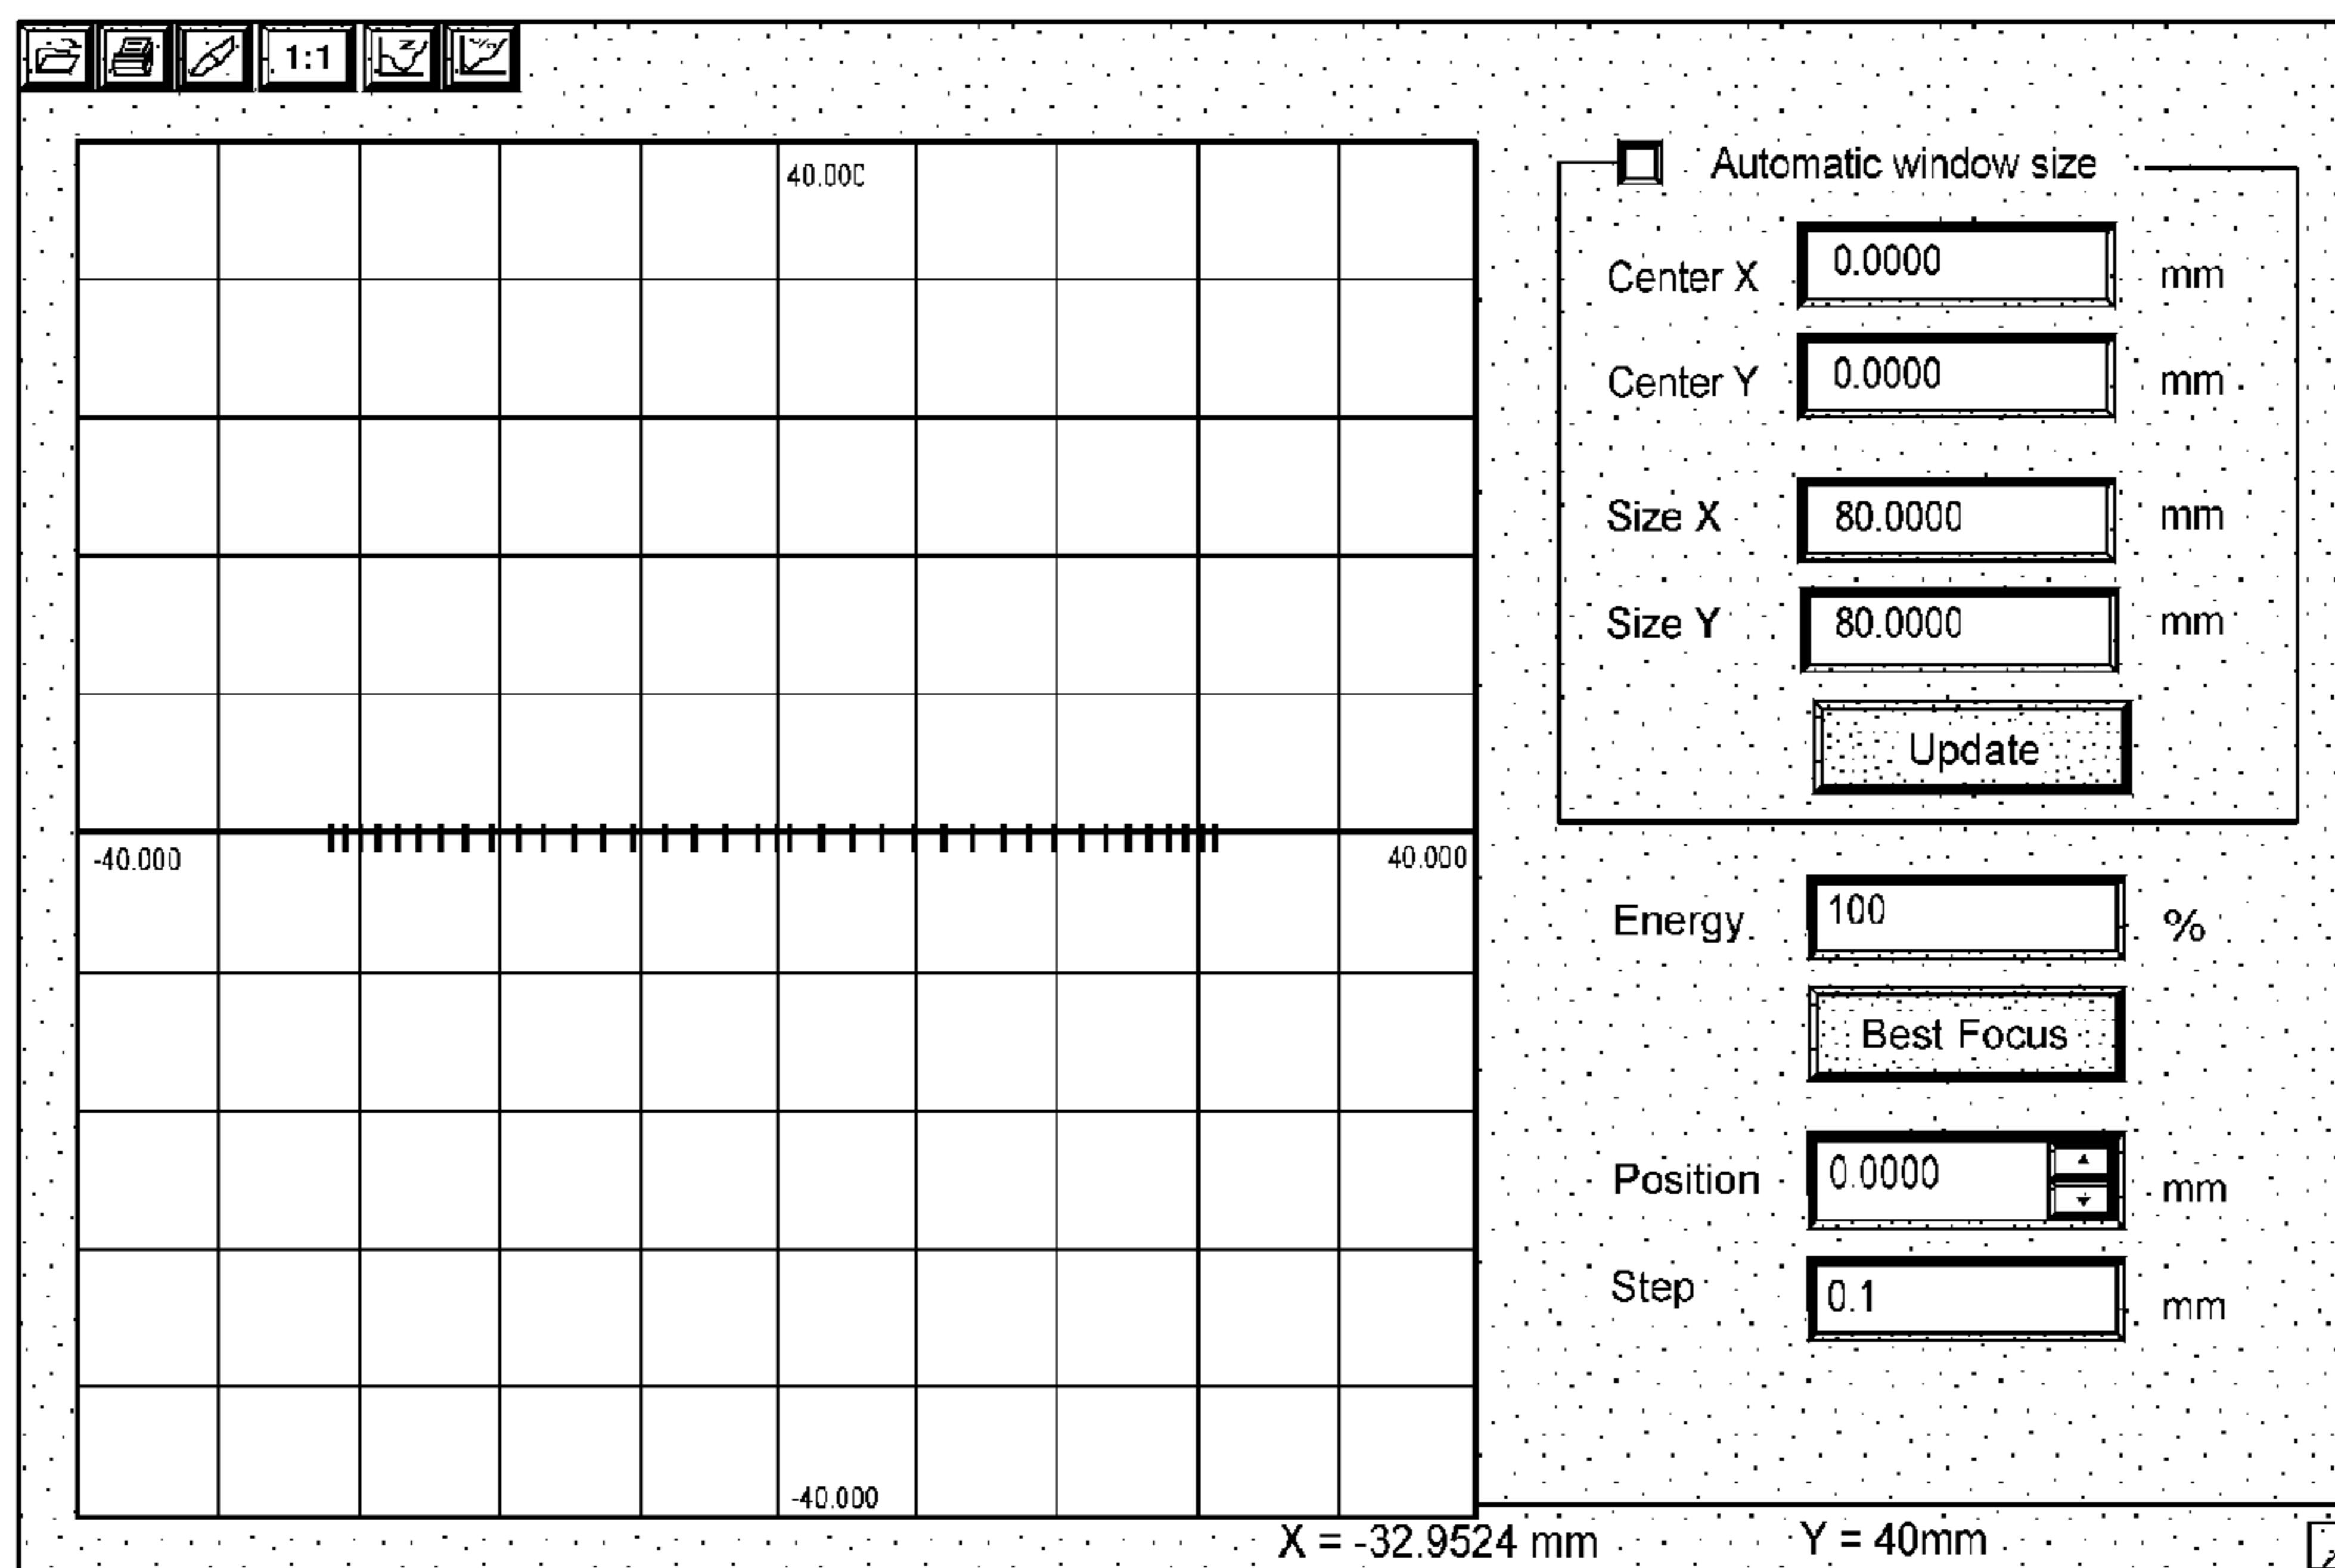 1:1
Z
40.000
-40.000
40.000
-40.000
Automatic window size
Center X 0.0000 mm
Center Y 0.0000 mm
Size X 80.0000 mm
Size Y 80.0000 mm
Update
Energy 100 %
Best Focus
Position 0.0000 mm
Step 0.1 mm
X = -32.9524 mm Y = 40mm